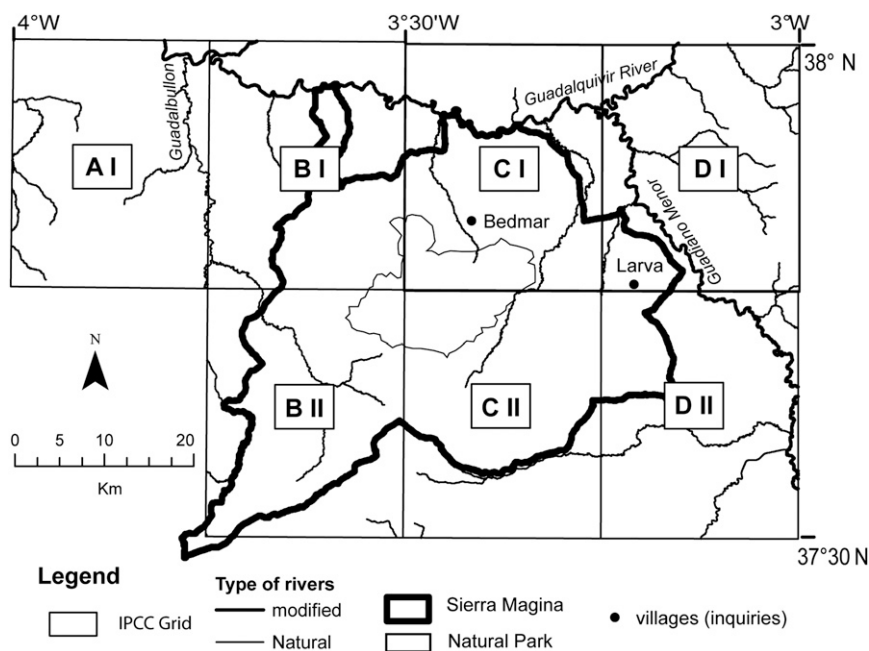 4°W
3°30'W
3°W
38° N
Guadalquivir River
Guadalbullon
A I
B I
C I
D I
Bedmar
Guadiano Menor
Larva
N
B II
C II
D II
0 5 10 20
Km
37°30 N
Legend
IPCC Grid
Type of rivers
modified
Natural
Sierra Magina
Natural Park
villages (inquiries)